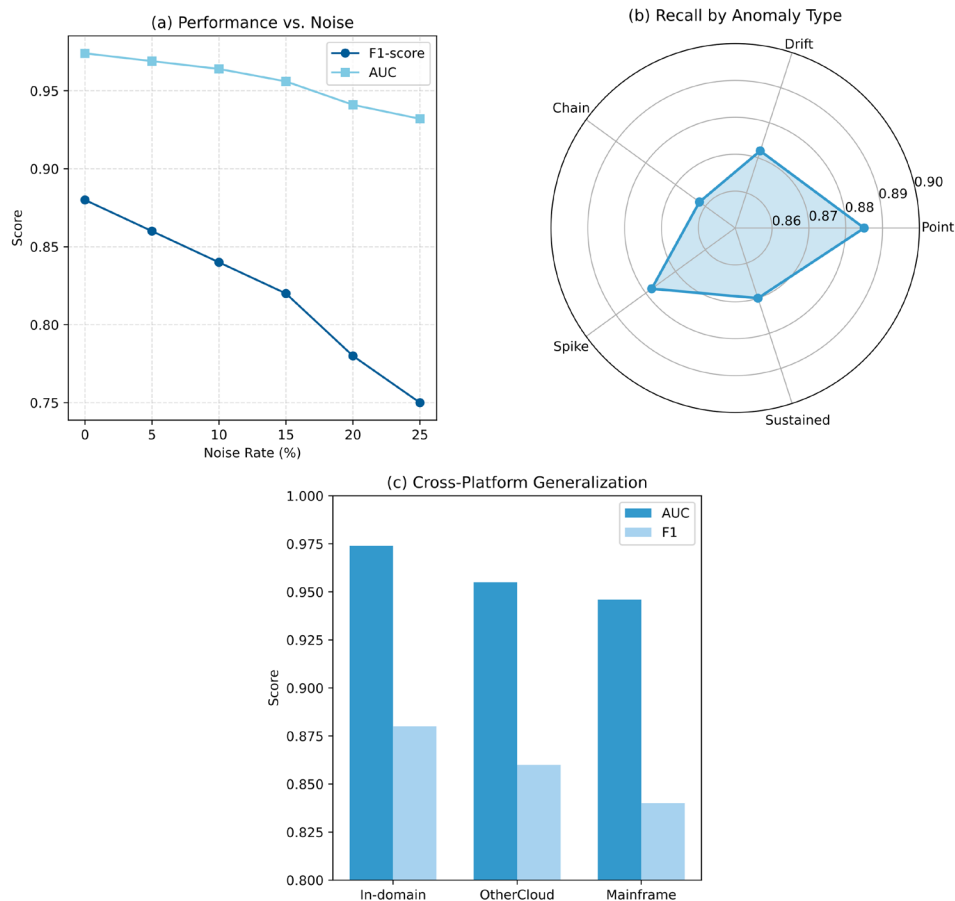 (a) Performance vs. Noise
F1-score
AUC
0.95
0.90
0.85
0.80
0.75
Score
0 5 10 15 20 25
Noise Rate (%)
(b) Recall by Anomaly Type
Drift
Chain
0.86 0.87 0.88 0.89 0.90
Point
Spike
Sustained
(c) Cross-Platform Generalization
AUC
F1
1.000
0.975
0.950
0.925
0.900
0.875
0.850
0.825
0.800
Score
In-domain OtherCloud Mainframe